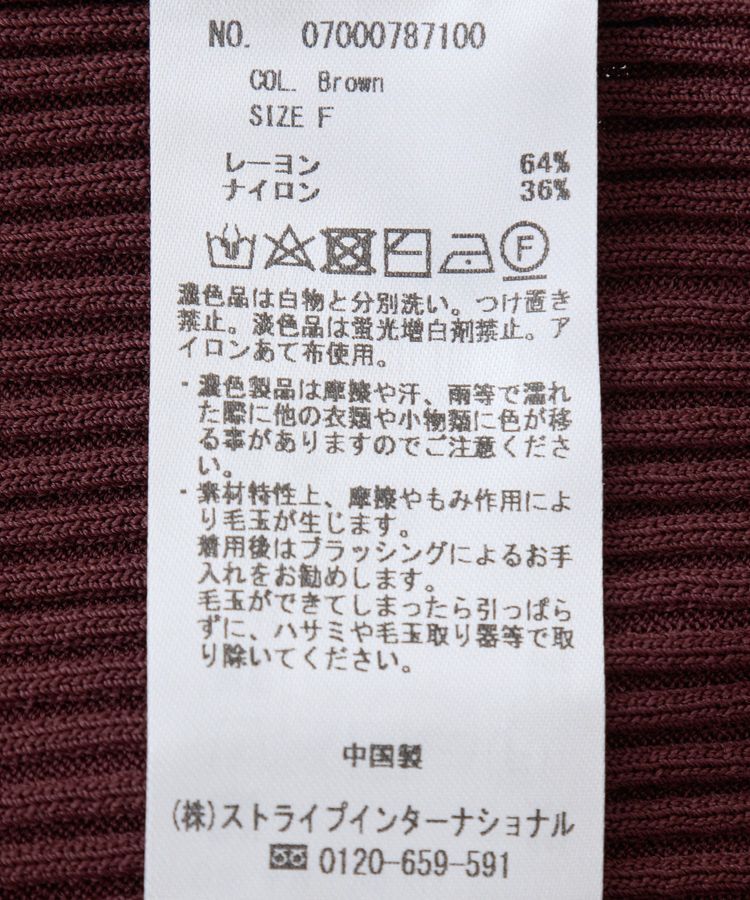 NO. 07000787100
COL. Brown
SIZE F
レーヨン 64%
ナイロン 36%
F
濃色品は白物と分別洗い。つけ置き
禁止。淡色品は蛍光増白剤禁止。ア
イロンあて布使用。
・濃色製品は摩擦や汗、雨等で濡れ
た際に他の衣類や小物類に色が移
る事がありますのでご注意くださ
い。
・素材特性上、摩擦やもみ作用によ
り毛玉が生じます。
着用後はブラッシングによるお手
入れをお勧めします。
毛玉ができてしまったら引っぱら
ずに、ハサミや毛玉取り器等で取
り除いてください。
中国製
(株)ストライプインターナショナル
0120-659-591